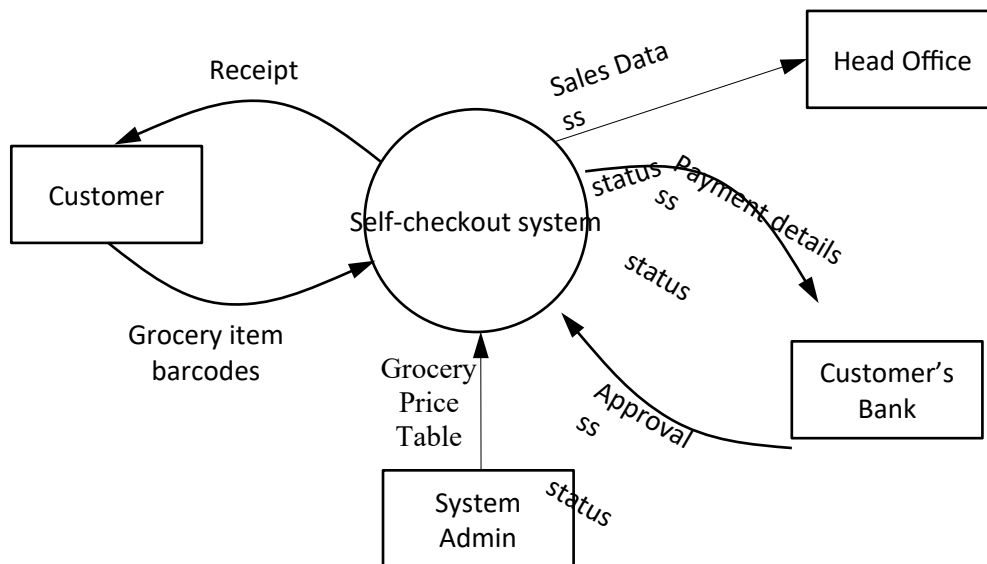 Receipt
Sales Data
ss
Head Office
Customer
Self-checkout system
status
ss
Payment details
status
Grocery item
barcodes
Grocery
Price
Table
Approval
ss
status
Customer’s
Bank
System
Admin